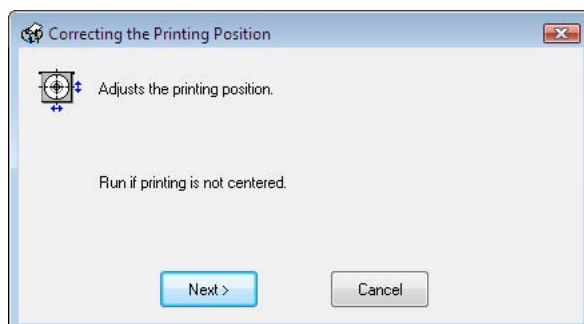 Correcting the Printing Position
Adjusts the printing position.
Run if printing is not centered.
Next >
Cancel